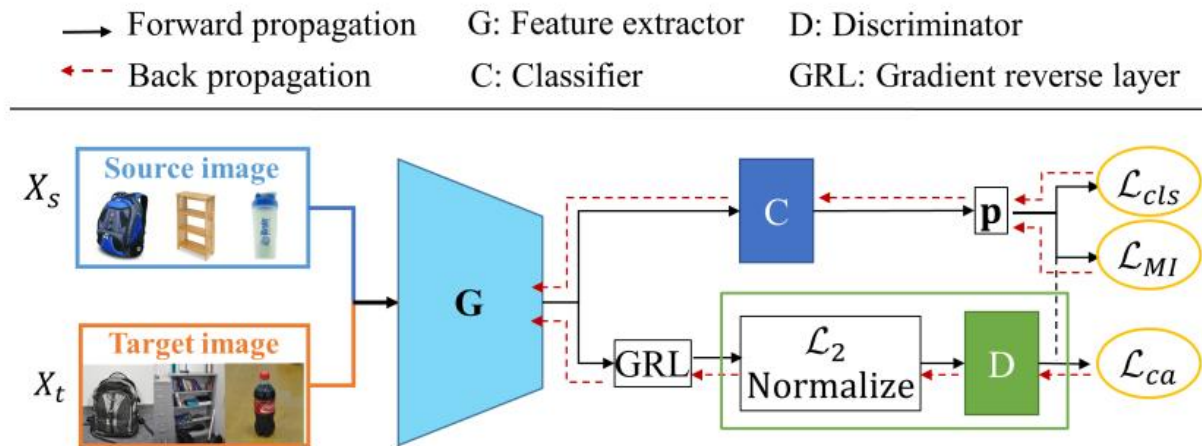 Forward propagation G: Feature extractor D: Discriminator
Back propagation C: Classifier GRL: Gradient reverse layer
Source image
X_s
Target image
X_t
G
C
p
ℒ_cls
ℒ_MI
GRL
ℒ_2
Normalize
D
ℒ_ca